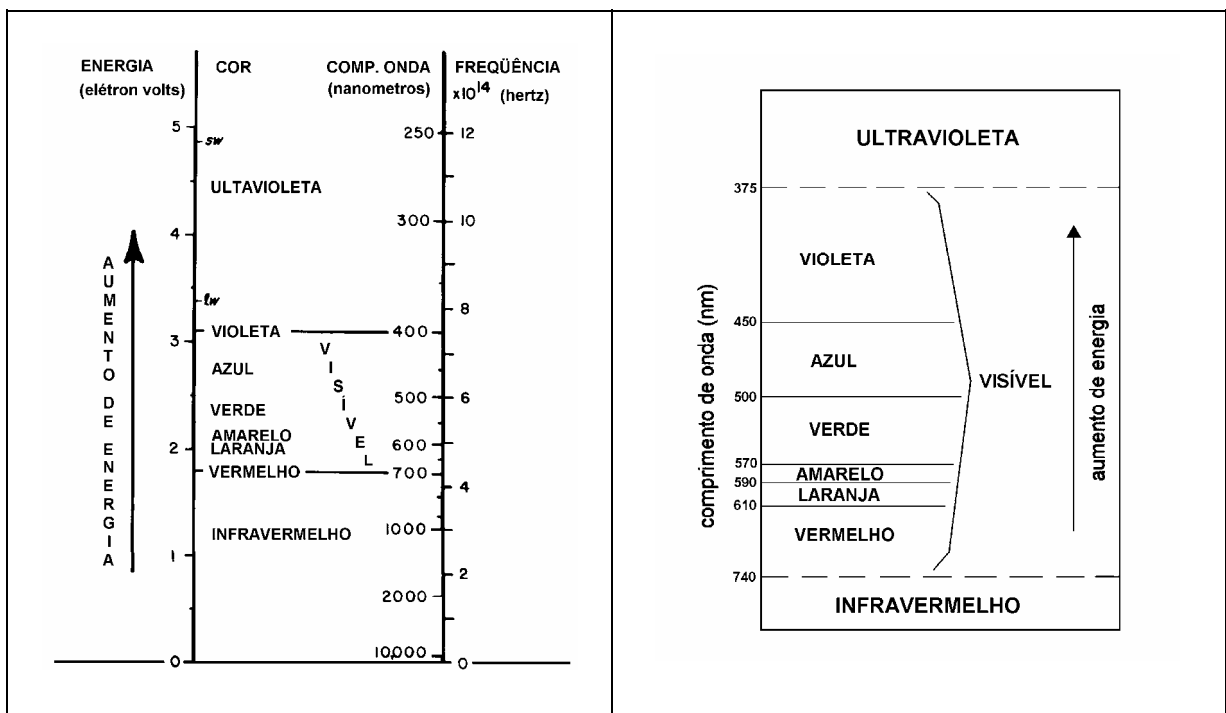 ENERGIA
(elétron volts)
COR
COMP. ONDA
(nanometros)
FREQÜÊNCIA
x10^14 (hertz)
5
sw
250
12
ULTAVIOLETA
4
300
10
AUMENTO DE ENERGIA
lw
8
3
VIOLETA
400
AZUL
VISÍVEL
500
6
VERDE
AMARELO
2
LARANJA
600
VERMELHO
700
4
INFRAVERMELHO
1000
1
2
2000
0
10,000
0
ULTRAVIOLETA
375
VIOLETA
450
AZUL
VISÍVEL
500
VERDE
570
AMARELO
590
LARANJA
610
VERMELHO
740
INFRAVERMELHO
comprimento de onda (nm)
aumento de energia